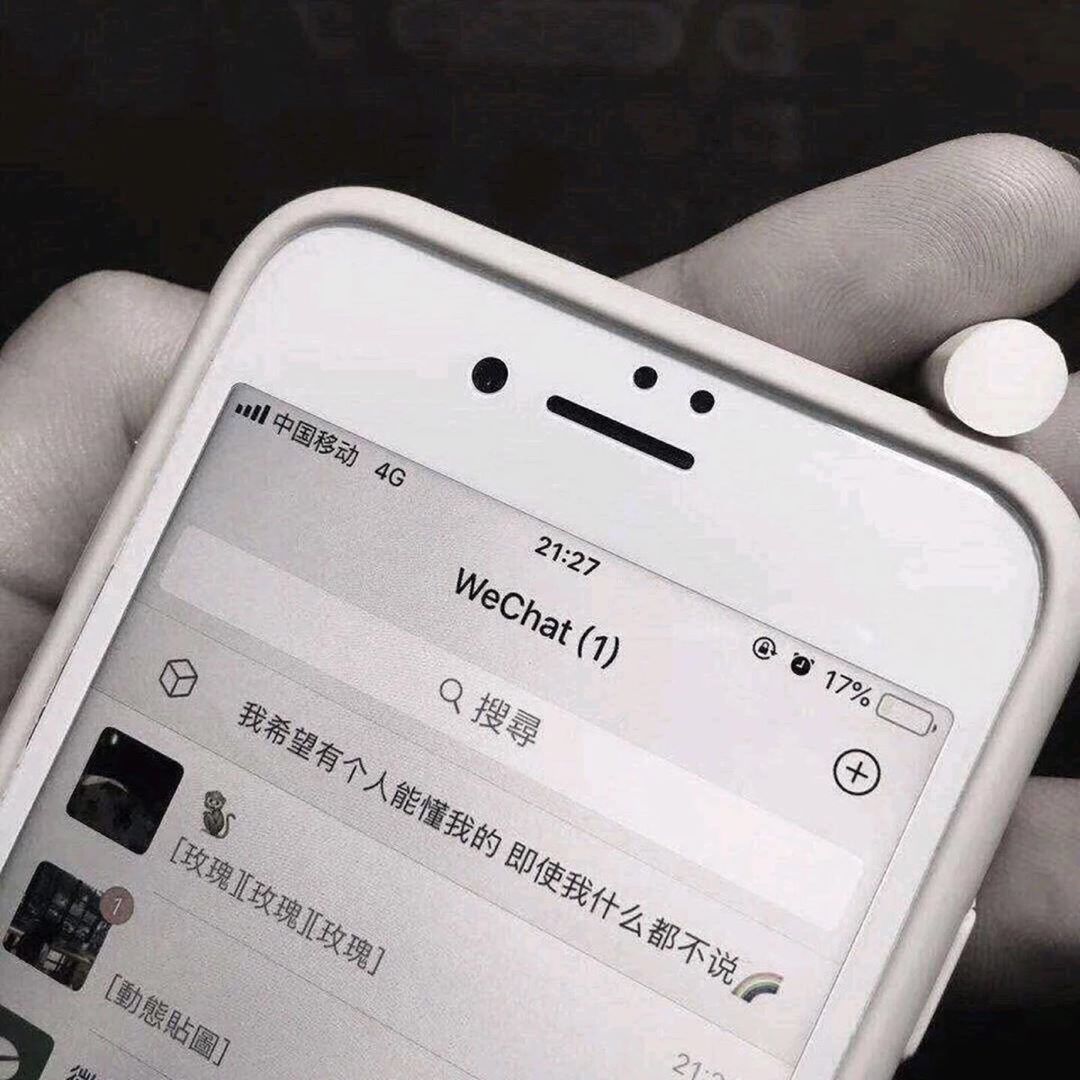 中国移动 4G 21:27 17%
WeChat (1)
搜尋
我希望有个人能懂我的 即使我什么都不说🌈
🐒
[玫瑰][玫瑰][玫瑰]
1
[動態貼圖]